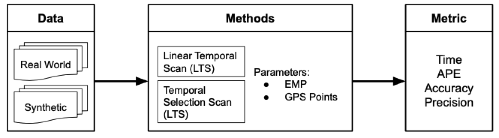 Data
Methods
Metric
Real World
Synthetic
Linear Temporal
Scan (LTS)
Temporal
Selection Scan
(LTS)
Parameters:
● EMP
● GPS Points
Time
APE
Accuracy
Precision